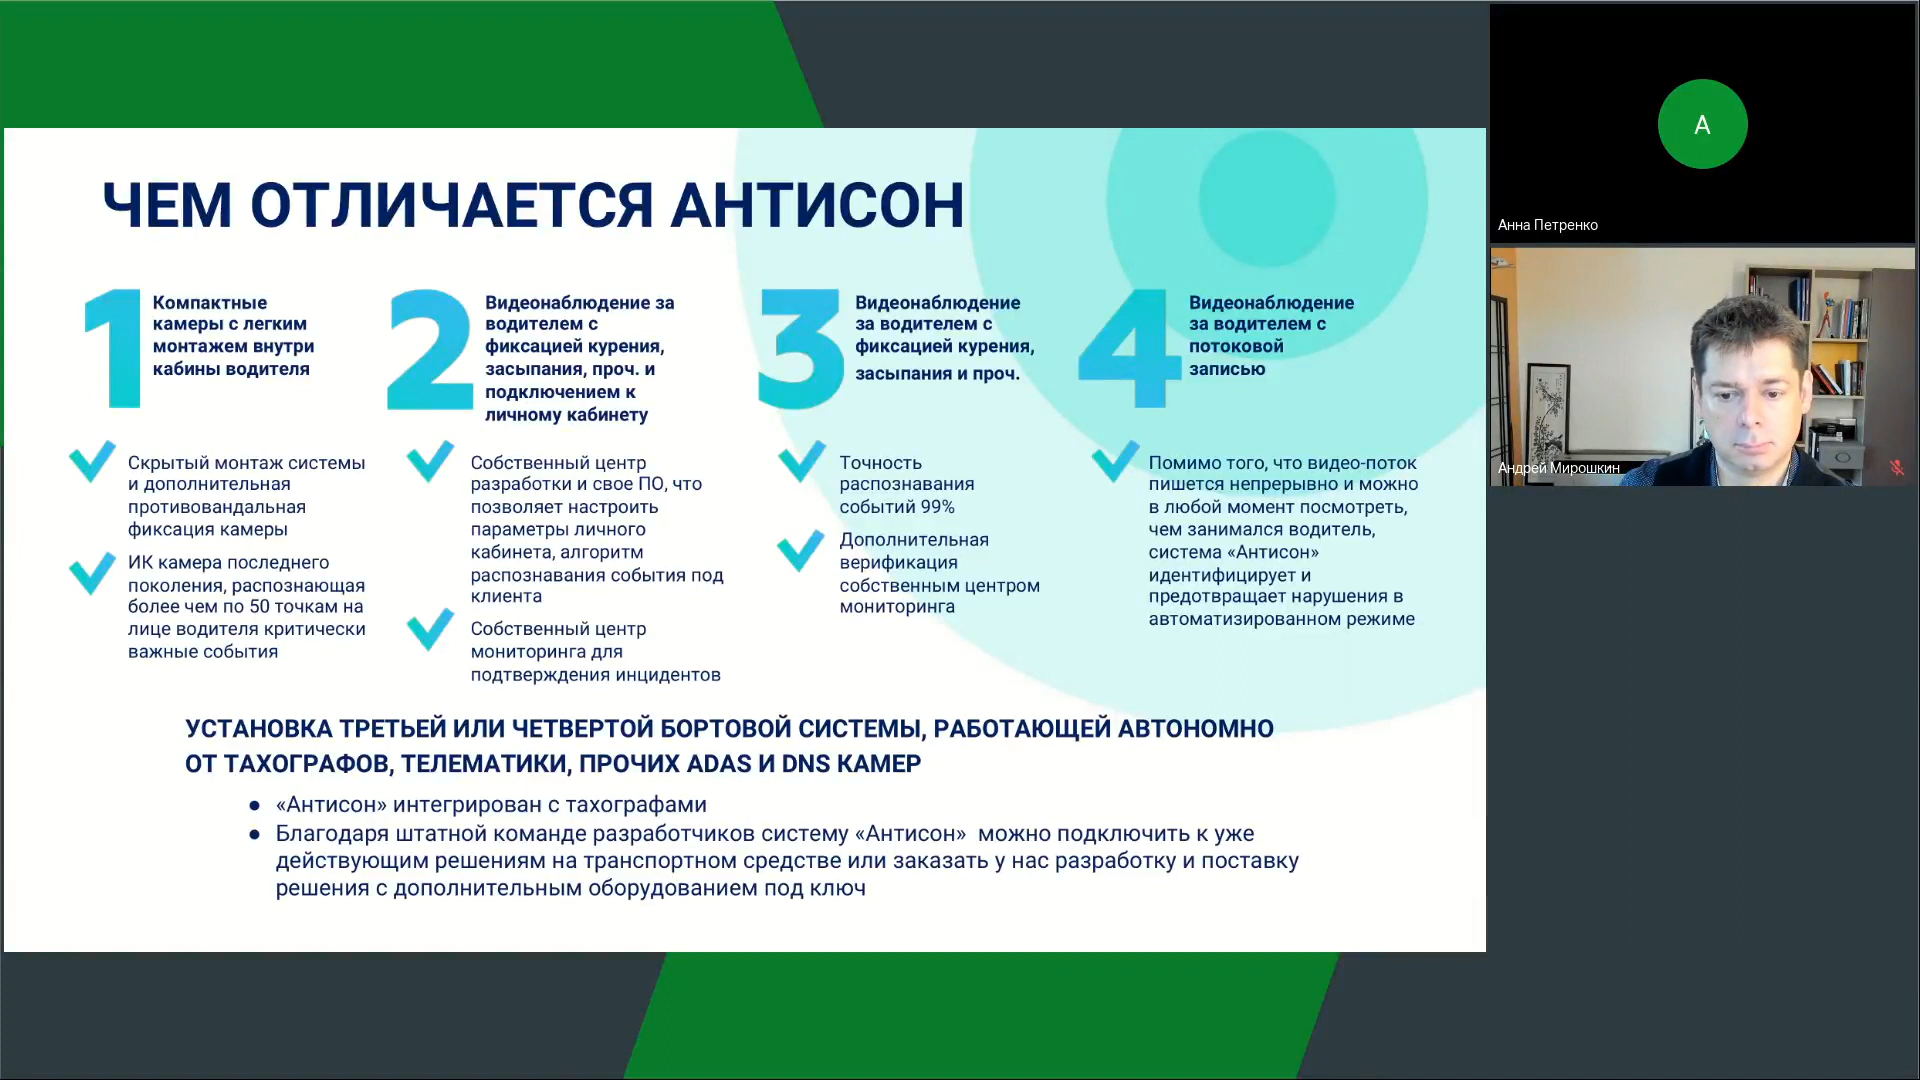 ЧЕМ ОТЛИЧАЕТСЯ АНТИСОН
1
Компактные
камеры с легким
монтажем внутри
кабины водителя
Скрытый монтаж системы
и дополнительная
противовандальная
фиксация камеры
ИК камера последнего
поколения, распознающая
более чем по 50 точкам на
лице водителя критически
важные события
2
Видеонаблюдение за
водителем с
фиксацией курения,
засыпания, проч. и
подключением к
личному кабинету
Собственный центр
разработки и свое ПО, что
позволяет настроить
параметры личного
кабинета, алгоритм
распознавания события под
клиента
Собственный центр
мониторинга для
подтверждения инцидентов
3
Видеонаблюдение
за водителем с
фиксацией курения,
засыпания и проч.
Точность
распознавания
событий 99%
Дополнительная
верификация
собственным центром
мониторинга
4
Видеонаблюдение
за водителем с
потоковой
записью
Помимо того, что видео-поток
пишется непрерывно и можно
в любой момент посмотреть,
чем занимался водитель,
система «Антисон»
идентифицирует и
предотвращает нарушения в
автоматизированном режиме
УСТАНОВКА ТРЕТЬЕЙ ИЛИ ЧЕТВЕРТОЙ БОРТОВОЙ СИСТЕМЫ, РАБОТАЮЩЕЙ АВТОНОМНО
ОТ ТАХОГРАФОВ, ТЕЛЕМАТИКИ, ПРОЧИХ ADAS И DNS КАМЕР
● «Антисон» интегрирован с тахографами
● Благодаря штатной команде разработчиков систему «Антисон» можно подключить к уже
действующим решениям на транспортном средстве или заказать у нас разработку и поставку
решения с дополнительным оборудованием под ключ
А
Анна Петренко
Андрей Мирошкин